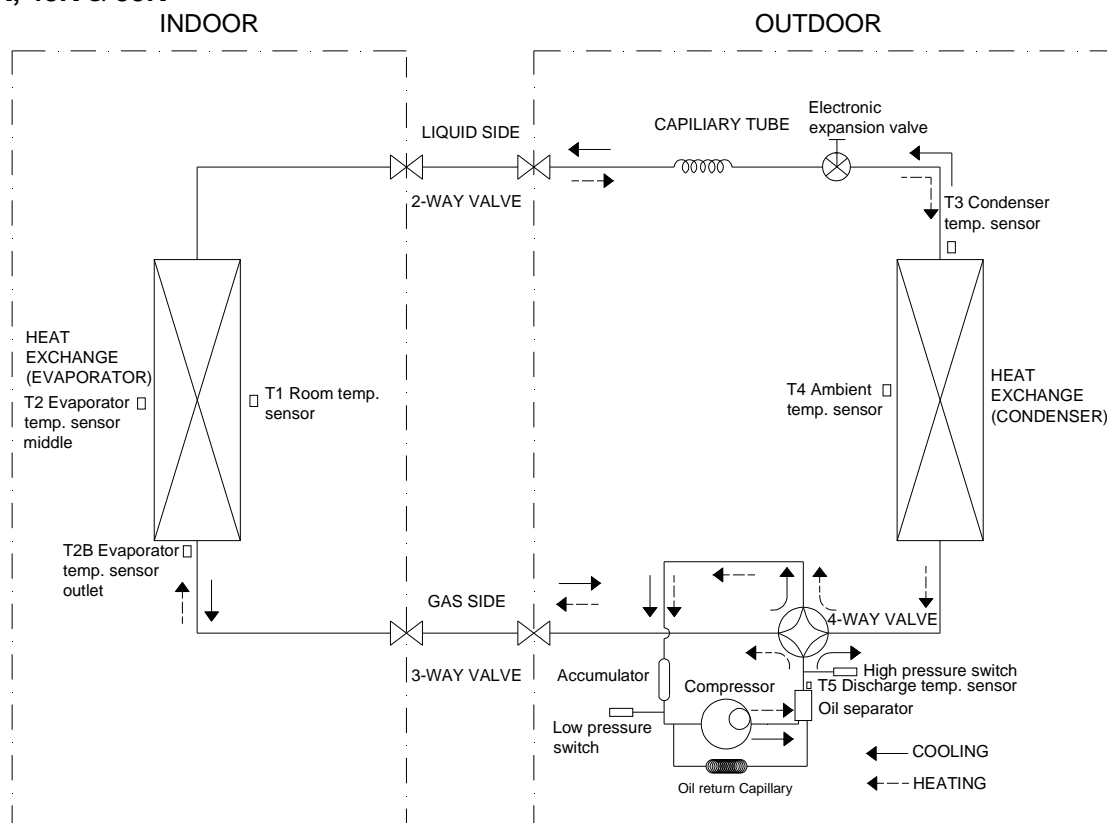 INDOOR
OUTDOOR
LIQUID SIDE
CAPILIARY TUBE
Electronic
expansion valve
2-WAY VALVE
T3 Condenser
temp. sensor
HEAT
EXCHANGE
(EVAPORATOR)
T2 Evaporator
temp. sensor
middle
T1 Room temp.
sensor
T4 Ambient
temp. sensor
HEAT
EXCHANGE
(CONDENSER)
T2B Evaporator
temp. sensor
outlet
GAS SIDE
4-WAY VALVE
3-WAY VALVE
Accumulator
Compressor
High pressure switch
T5 Discharge temp. sensor
Oil separator
Low pressure
switch
Oil return Capillary
COOLING
HEATING